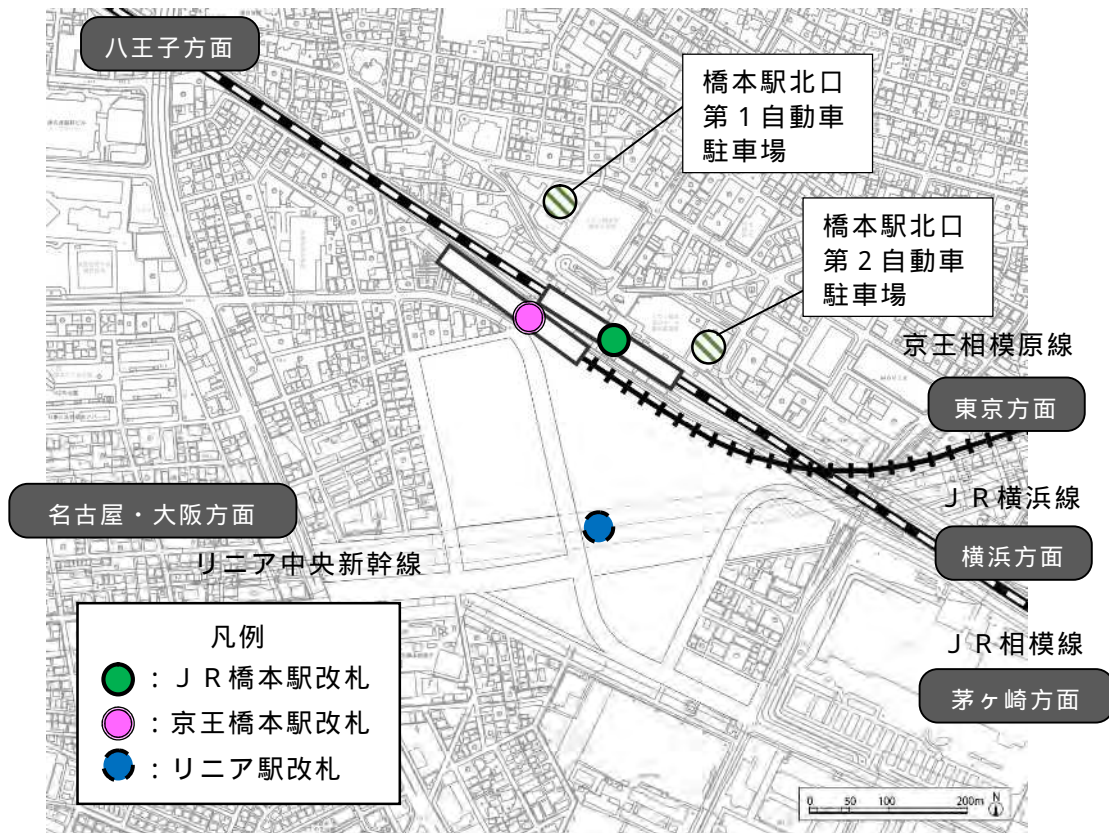 八王子方面
橋本駅北口
第1自動車
駐車場
橋本駅北口
第2自動車
駐車場
京王相模原線
東京方面
JR横浜線
名古屋・大阪方面
横浜方面
リニア中央新幹線
凡例
：JR橋本駅改札
：京王橋本駅改札
：リニア駅改札
JR相模線
茅ヶ崎方面
0 50 100 200m
N